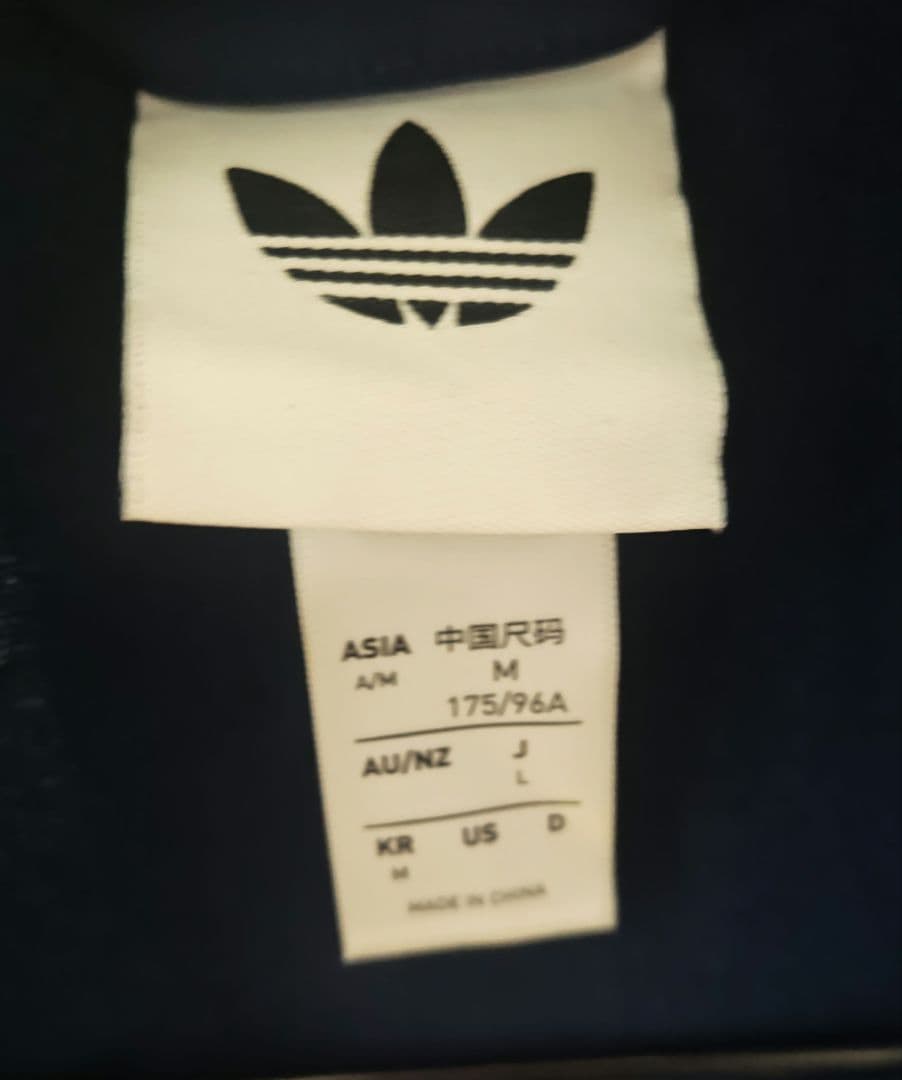 ASIA 中国尺码
A/M M
175/96A
AU/NZ J
L
KR US D
M
MADE IN CHINA